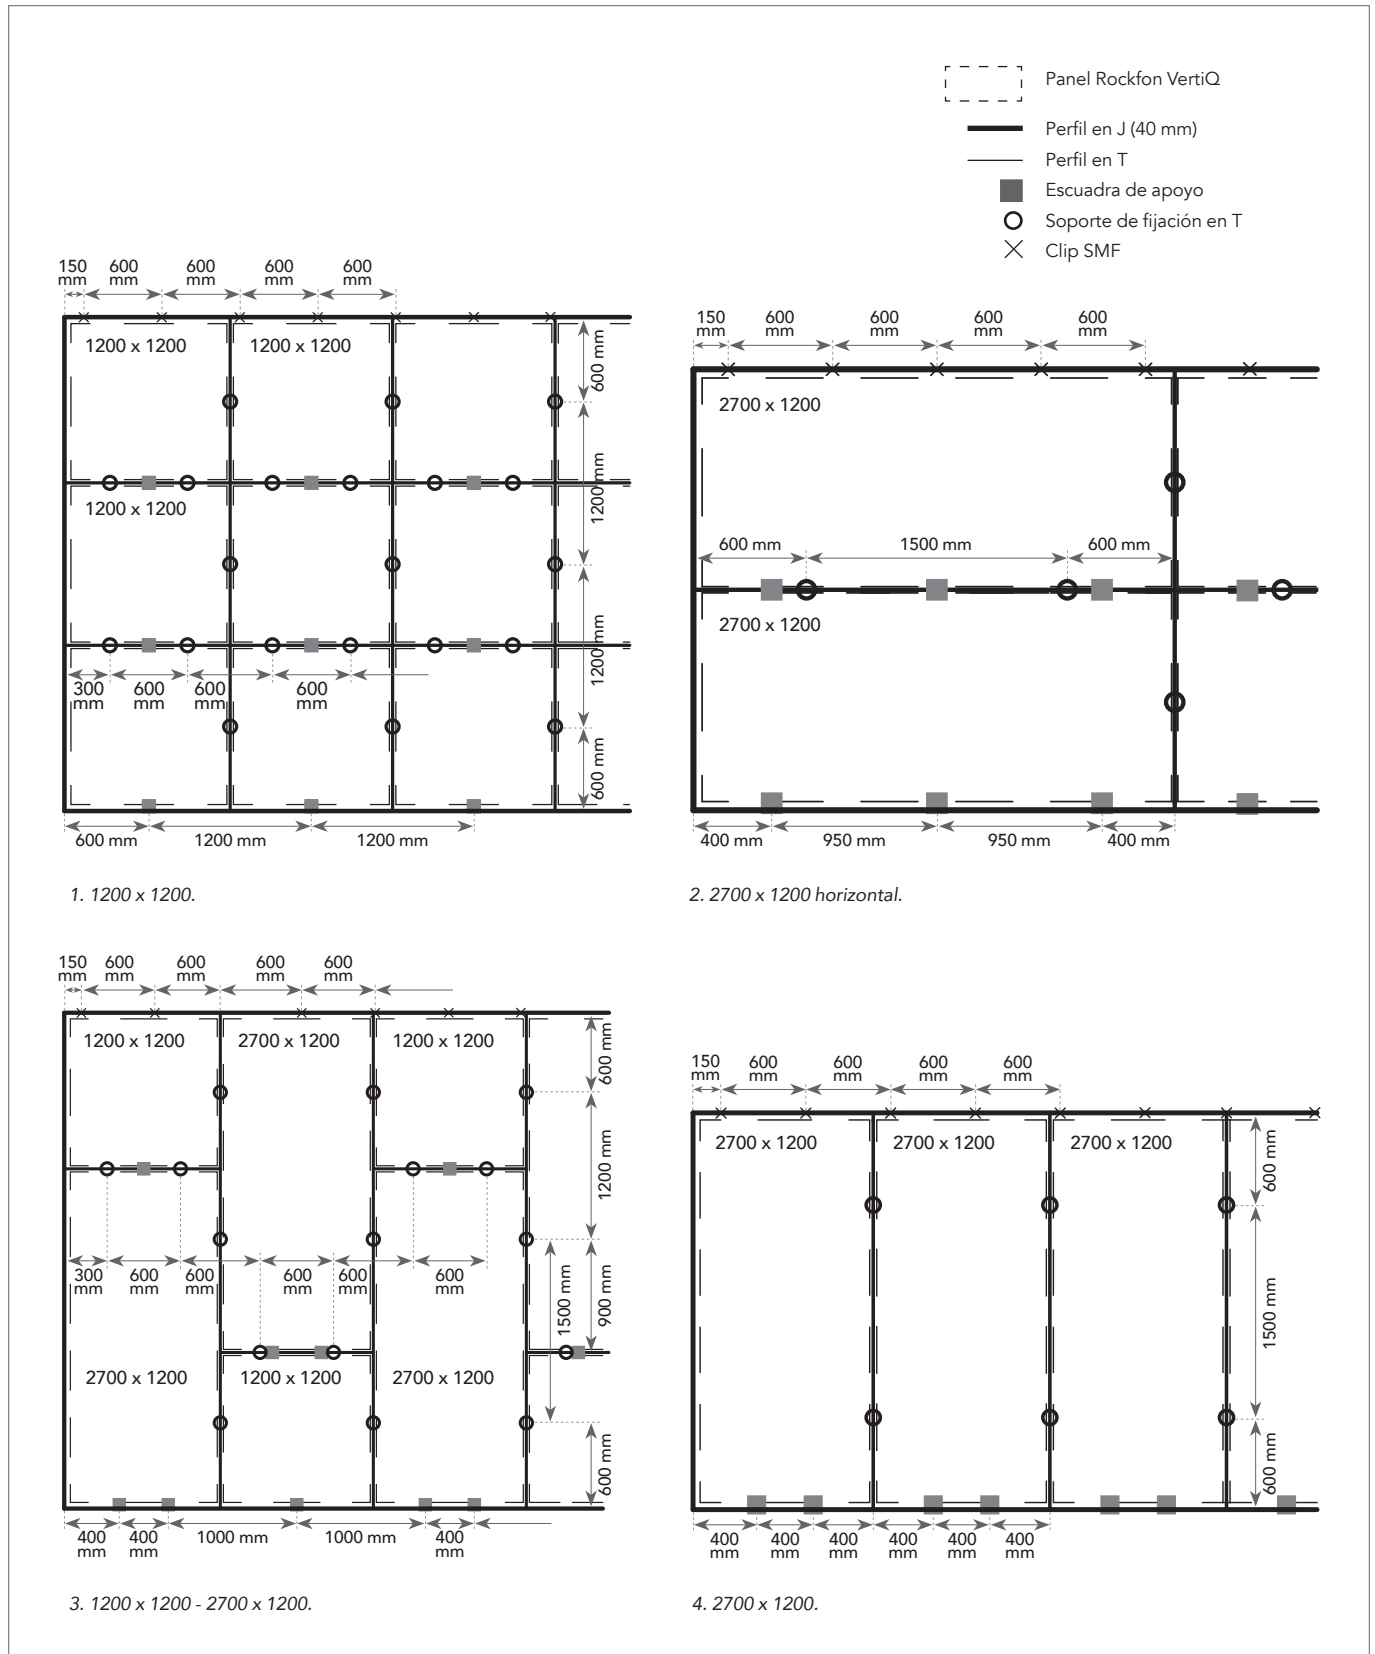 Panel Rockfon VertiQ
Perfil en J (40 mm)
Perfil en T
Escuadra de apoyo
Soporte de fijación en T
Clip SMF
150 mm
600 mm
600 mm
600 mm
600 mm
1200 x 1200
1200 x 1200
600 mm
1200 mm
1200 x 1200
1200 mm
300 mm
600 mm
600 mm
600 mm
600 mm
600 mm
1200 mm
1200 mm
1. 1200 x 1200.
150 mm
600 mm
600 mm
600 mm
600 mm
2700 x 1200
600 mm
1500 mm
600 mm
2700 x 1200
400 mm
950 mm
950 mm
400 mm
2. 2700 x 1200 horizontal.
150 mm
600 mm
600 mm
600 mm
600 mm
1200 x 1200
2700 x 1200
1200 x 1200
600 mm
1200 mm
300 mm
600 mm
600 mm
600 mm
600 mm
600 mm
1500 mm
900 mm
2700 x 1200
1200 x 1200
2700 x 1200
600 mm
400 mm
400 mm
1000 mm
1000 mm
400 mm
3. 1200 x 1200 - 2700 x 1200.
150 mm
600 mm
600 mm
600 mm
600 mm
2700 x 1200
2700 x 1200
2700 x 1200
600 mm
1500 mm
600 mm
400 mm
400 mm
400 mm
400 mm
400 mm
400 mm
4. 2700 x 1200.